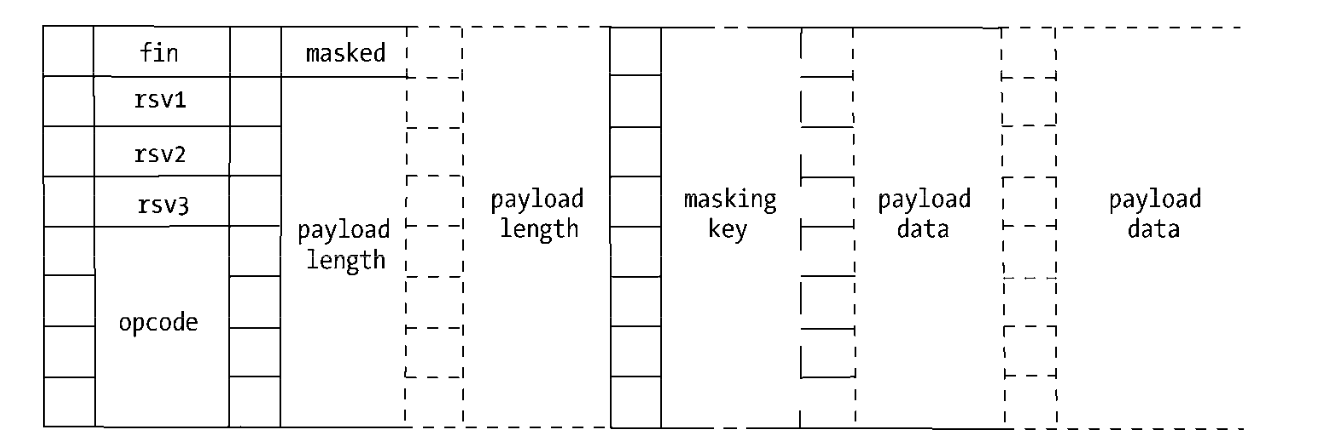 fin
rsv1
rsv2
rsv3
opcode
masked
payload
length
payload
length
masking
key
payload
data
payload
data